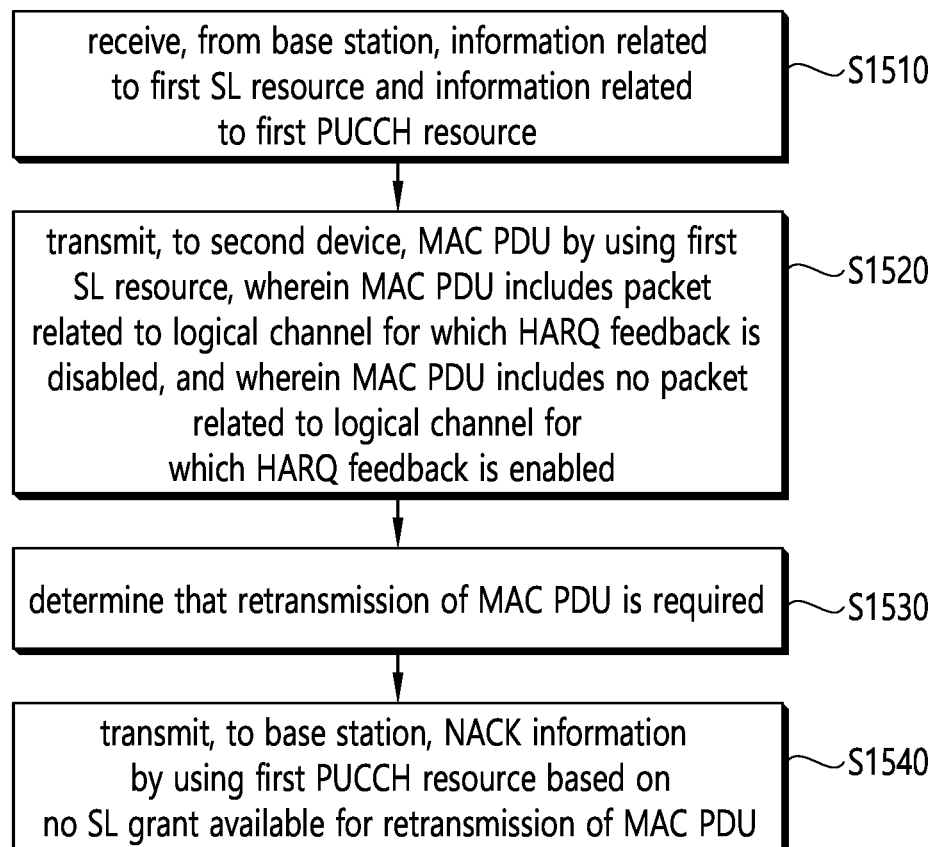 receive, from base station, information related
to first SL resource and information related
to first PUCCH resource
S1510
transmit, to second device, MAC PDU by using first
SL resource, wherein MAC PDU includes packet
related to logical channel for which HARQ feedback is
disabled, and wherein MAC PDU includes no packet
related to logical channel for
which HARQ feedback is enabled
S1520
determine that retransmission of MAC PDU is required
S1530
transmit, to base station, NACK information
by using first PUCCH resource based on
no SL grant available for retransmission of MAC PDU
S1540